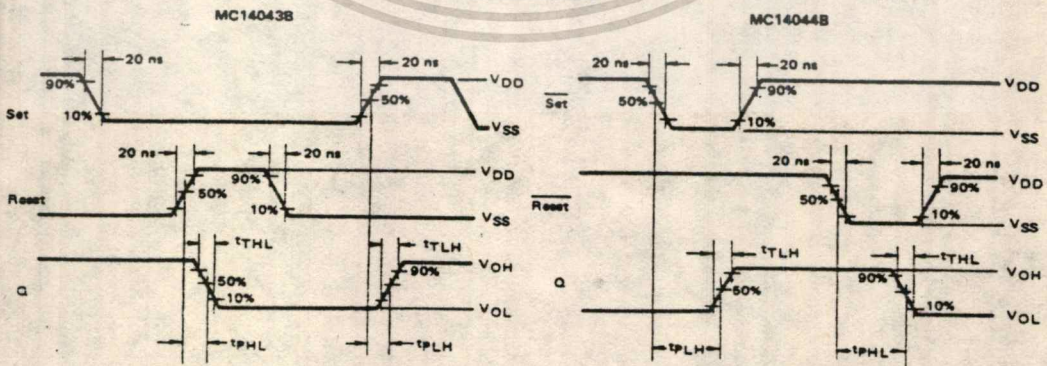 MC14043B
20 ns
20 ns
90%
10%
50%
VDD
VSS
Set
20 ns
20 ns
50%
90%
10%
VDD
VSS
Reset
tTHL
tTLH
50%
10%
90%
VOH
VOL
Q
tPHL
tPLH
MC14044B
20 ns
20 ns
50%
90%
10%
VDD
VSS
Set
20 ns
20 ns
50%
90%
10%
VDD
VSS
Reset
tTLH
tTHL
50%
90%
10%
VOH
VOL
Q
tPLH
tPHL